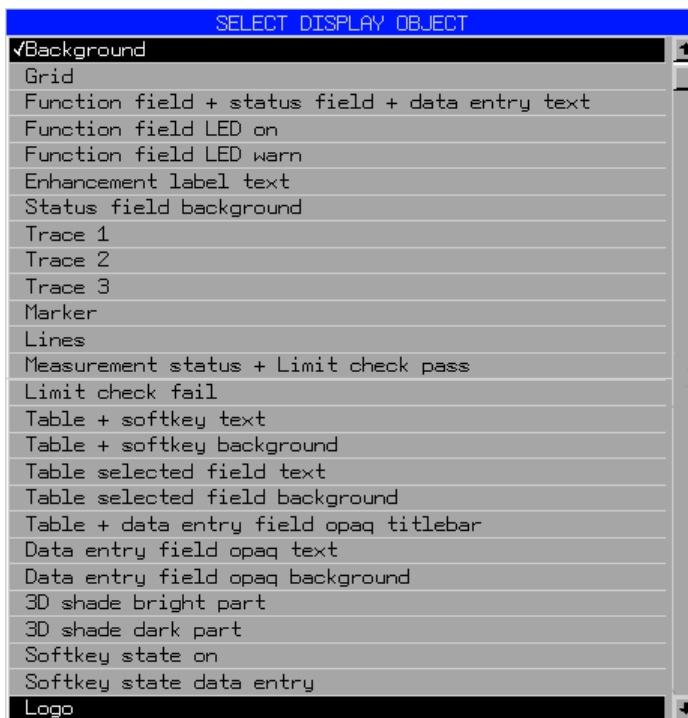 SELECT DISPLAY OBJECT
√Background
Grid
Function field + status field + data entry text
Function field LED on
Function field LED warn
Enhancement label text
Status field background
Trace 1
Trace 2
Trace 3
Marker
Lines
Measurement status + Limit check pass
Limit check fail
Table + softkey text
Table + softkey background
Table selected field text
Table selected field background
Table + data entry field opaq titlebar
Data entry field opaq text
Data entry field opaq background
3D shade bright part
3D shade dark part
Softkey state on
Softkey state data entry
Logo